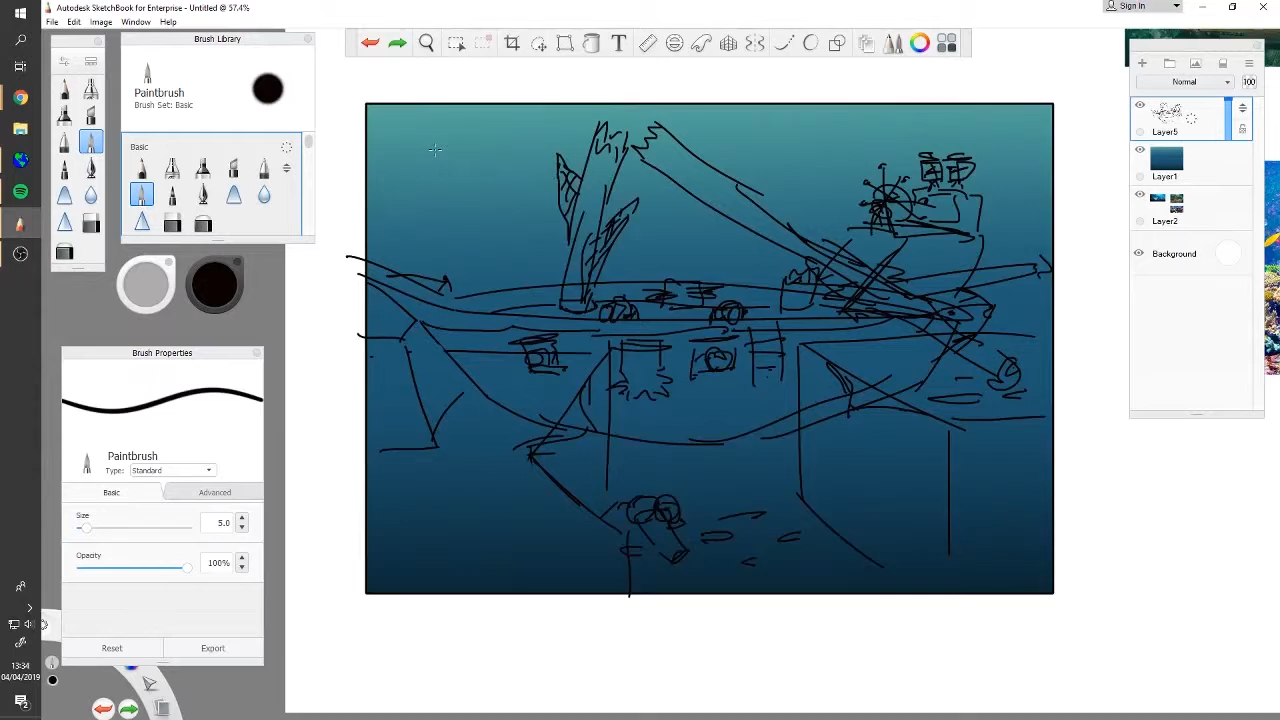 Autodesk SketchBook for Enterprise - Untitled @ 57.4%
Sign In
File Edit Image Window Help
Brush Library
Paintbrush
Brush Set: Basic
Basic
Normal
100
Layer5
Layer1
Layer2
Background
Brush Properties
Paintbrush
Type: Standard
Basic Advanced
Size
5.0
Opacity
100%
Reset Export
13:34
04/04/2019